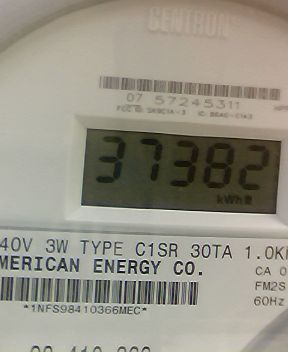 CENTRON
07 57245311
37382
kWh
40V 3W TYPE C1SR 30TA 1.0K
MERICAN ENERGY CO.
CA 0
FM2S
60Hz
*1NFS98410366MEC*